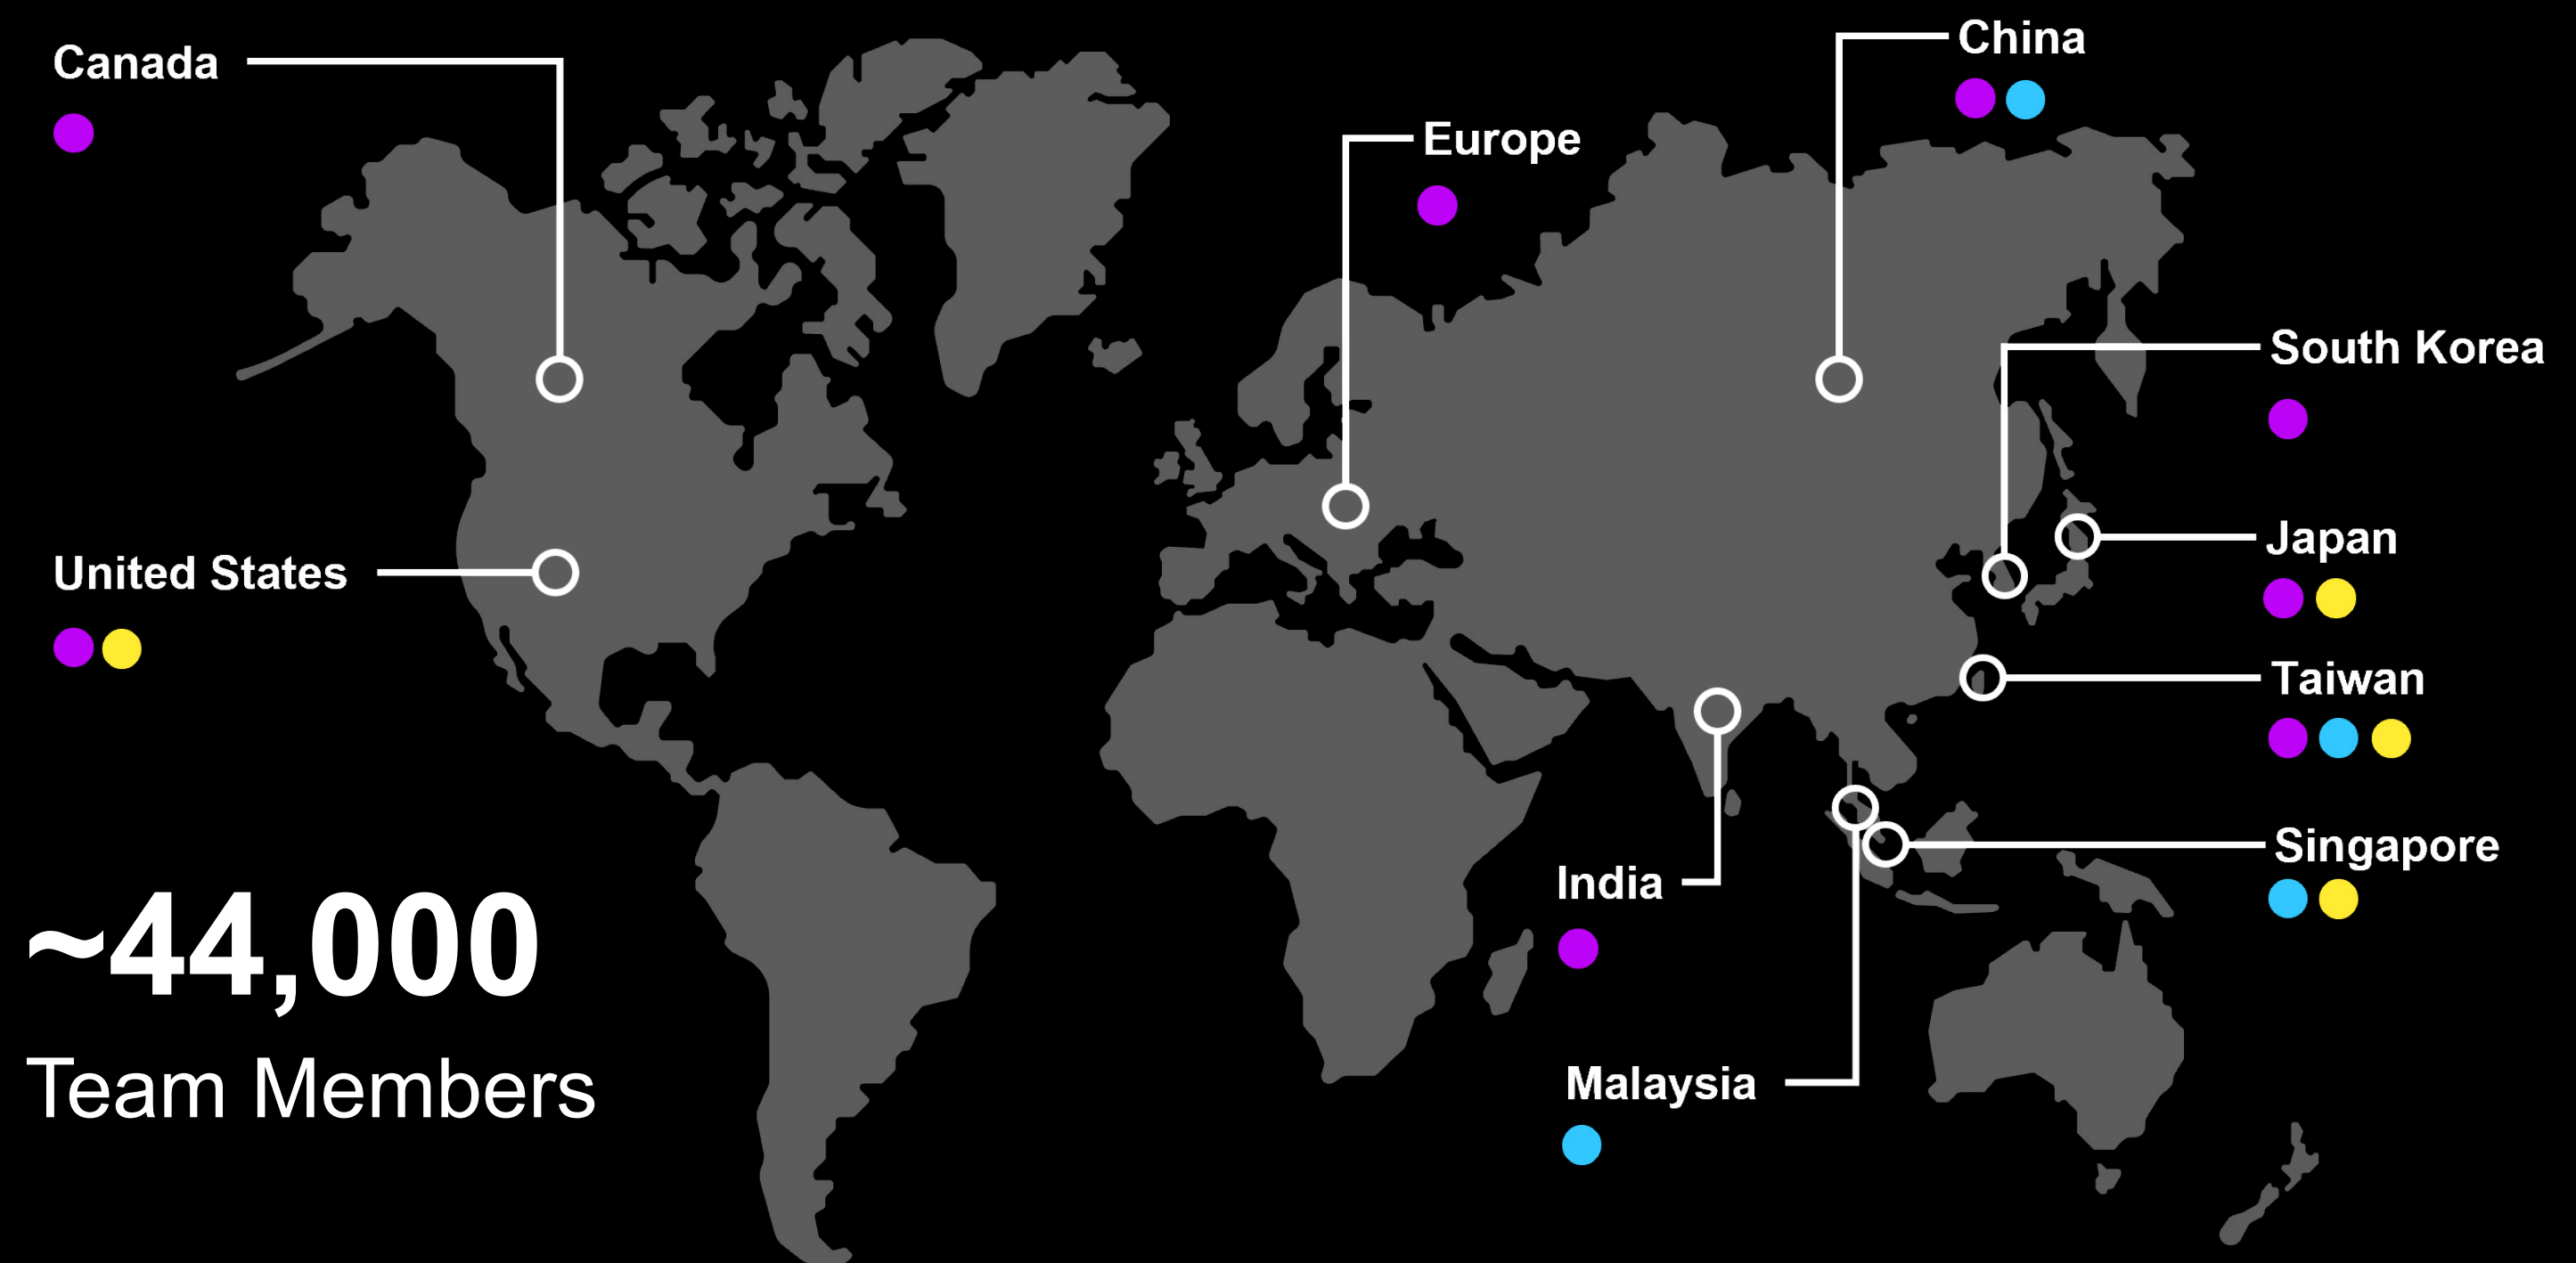 Canada
China
Europe
South Korea
Japan
United States
Taiwan
Singapore
India
~44,000
Team Members
Malaysia